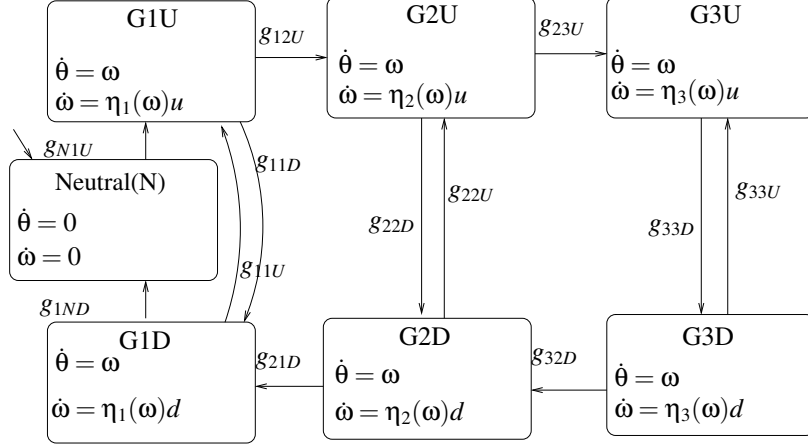 G1U
θ̇ = ω
ω̇ = η₁(ω)u
g₁₂U
G2U
θ̇ = ω
ω̇ = η₂(ω)u
g₂₃U
G3U
θ̇ = ω
ω̇ = η₃(ω)u
g_N1U
g₁₁D
Neutral(N)
θ̇ = 0
ω̇ = 0
g₂₂D
g₂₂U
g₃₃D
g₃₃U
g₁₁U
g₁ND
G1D
θ̇ = ω
ω̇ = η₁(ω)d
g₂₁D
G2D
θ̇ = ω
ω̇ = η₂(ω)d
g₃₂D
G3D
θ̇ = ω
ω̇ = η₃(ω)d